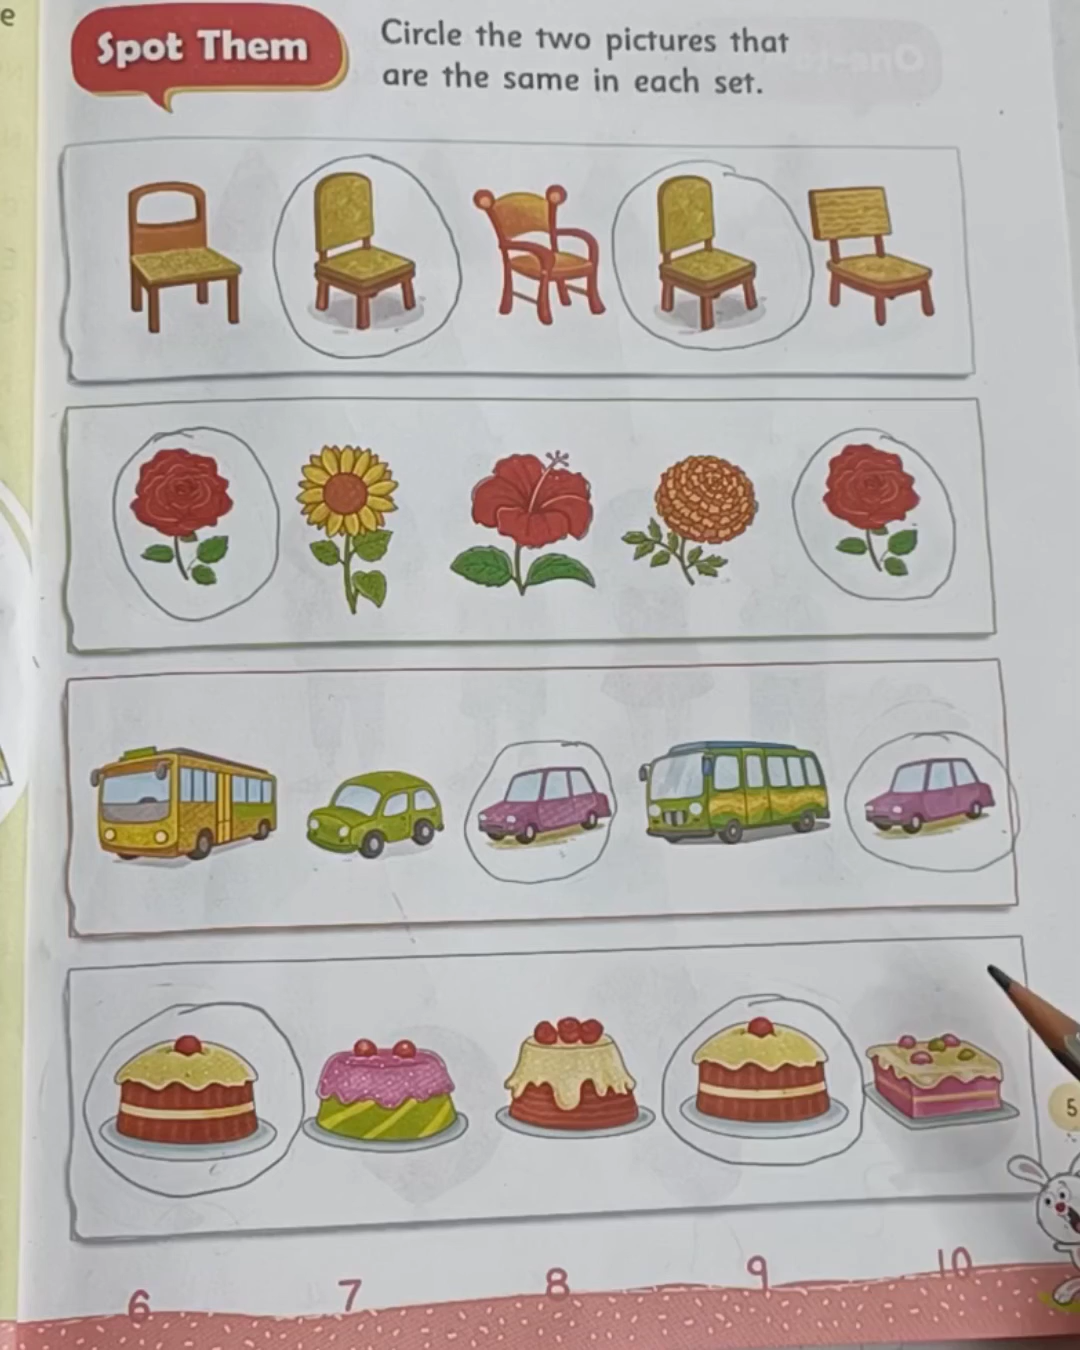 e
Spot Them
Circle the two pictures that
are the same in each set.
5
6 7 8 9 10